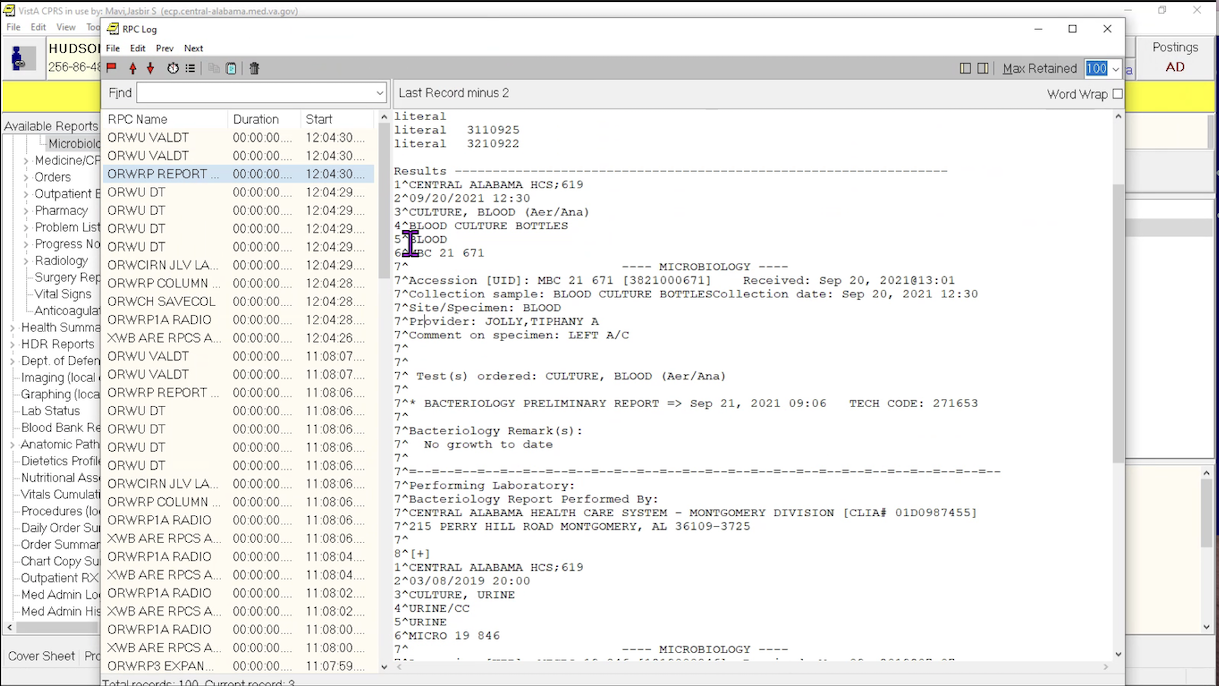 VistA CPRS in use by: Mavi,Jasbir S (ecp.central-alabama.med.va.gov)
File Edit View
HUDSO
256-86-48
Postings
AD
a
Available Reports
Microbiolo
Medicine/CP
Orders
Outpatient
Pharmacy
Problem List
Progress No
Radiology
Surgery Rep
Vital Signs
Anticoagula
Health Summa
HDR Reports
Dept. of Defen
Imaging (local
Graphing (local
Lab Status
Blood Bank Re
Anatomic Path
Dietetics Profile
Nutritional Asse
Vitals Cumulati
Procedures (loc
Daily Order Sum
Order Summar
Chart Copy Su
Outpatient RX
Med Admin Log
Med Admin His
Cover Sheet
RPC Log
File Edit Prev Next
Max Retained 100
Find
Last Record minus 2
Word Wrap
RPC Name Duration Start
ORWU VALDT 00:00:00.... 12:04:30....
ORWU VALDT 00:00:00.... 12:04:30....
ORWRP REPORT ... 00:00:00.... 12:04:30....
ORWU DT 00:00:00.... 12:04:29....
ORWU DT 00:00:00.... 12:04:29....
ORWU DT 00:00:00.... 12:04:29....
ORWU DT 00:00:00.... 12:04:29....
ORWCIRN JLV LA... 00:00:00.... 12:04:29....
ORWRP COLUMN ... 00:00:00.... 12:04:29....
ORWCH SAVECOL 00:00:00.... 12:04:29....
ORWRP1A RADIO 00:00:00.... 12:04:28....
XWB ARE RPCS A... 00:00:00.... 12:04:26....
ORWU VALDT 00:00:00.... 11:08:07....
ORWU VALDT 00:00:00.... 11:08:07....
ORWRP REPORT ... 00:00:00.... 11:08:07....
ORWU DT 00:00:00.... 11:08:06....
ORWU DT 00:00:00.... 11:08:06....
ORWU DT 00:00:00.... 11:08:06....
ORWU DT 00:00:00.... 11:08:06....
ORWCIRN JLV LA... 00:00:00.... 11:08:06....
ORWRP COLUMN ... 00:00:00.... 11:08:06....
ORWRP1A RADIO 00:00:00.... 11:08:06....
XWB ARE RPCS A... 00:00:00.... 11:08:06....
ORWRP1A RADIO 00:00:00.... 11:08:04....
XWB ARE RPCS A... 00:00:00.... 11:08:04....
ORWRP1A RADIO 00:00:00.... 11:08:02....
XWB ARE RPCS A... 00:00:00.... 11:08:02....
ORWRP1A RADIO 00:00:00.... 11:08:02....
XWB ARE RPCS A... 00:00:00.... 11:08:00....
ORWRP3 EXPAN... 00:00:00.... 11:07:59....
Total records: 100, Current record: 3
literal
literal 3110925
literal 3210922
Results ------------------------------------------------------------------------
1^CENTRAL ALABAMA HCS;619
2^09/20/2021 12:30
3^CULTURE, BLOOD (Aer/Ana)
4^BLOOD CULTURE BOTTLES
5^BLOOD
6^MBC 21 671
7^ ---- MICROBIOLOGY ----
7^Accession [UID]: MBC 21 671 [3821000671] Received: Sep 20, 2021@13:01
7^Collection sample: BLOOD CULTURE BOTTLESCollection date: Sep 20, 2021 12:30
7^Site/Specimen: BLOOD
7^Provider: JOLLY,TIPHANY A
7^Comment on specimen: LEFT A/C
7^
7^
7^ Test(s) ordered: CULTURE, BLOOD (Aer/Ana)
7^
7^* BACTERIOLOGY PRELIMINARY REPORT => Sep 21, 2021 09:06 TECH CODE: 271653
7^
7^Bacteriology Remark(s):
7^ No growth to date
7^
7^=--=--=--=--=--=--=--=--=--=--=--=--=--=--=--=--=--=--=--=--=--=--=--=--=--=--
7^Performing Laboratory:
7^Bacteriology Report Performed By:
7^CENTRAL ALABAMA HEALTH CARE SYSTEM - MONTGOMERY DIVISION [CLIA# 01D0987455]
7^215 PERRY HILL ROAD MONTGOMERY, AL 36109-3725
7^
8^[+]
1^CENTRAL ALABAMA HCS;619
2^03/08/2019 20:00
3^CULTURE, URINE
4^URINE/CC
5^URINE
6^MICRO 19 846
7^ ---- MICROBIOLOGY ----